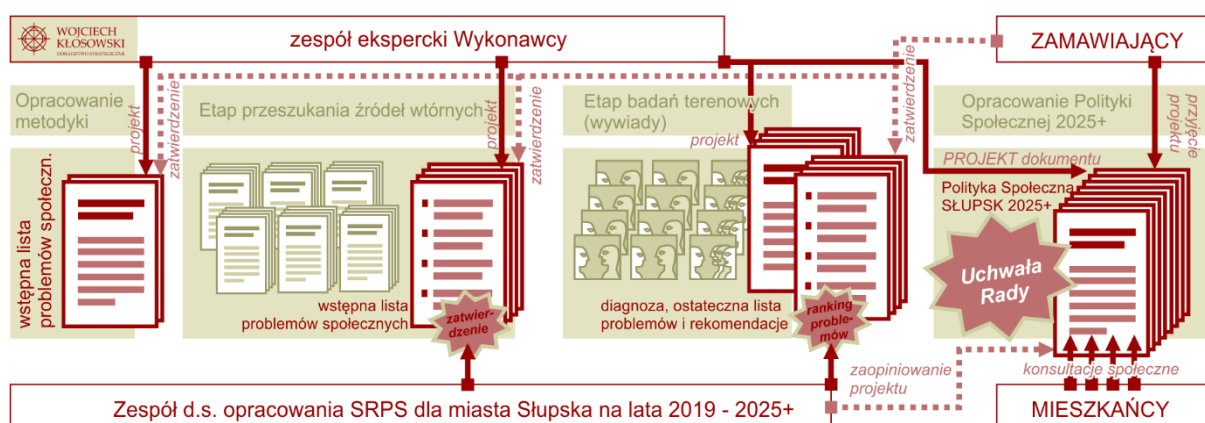 WOJCIECH
KŁOSOWSKI
DORADZTWO STRATEGICZNE
zespół ekspercki Wykonawcy
ZAMAWIAJĄCY
Opracowanie
metodyki
projekt
zatwierdzenie
Etap przeszukania źródeł wtórnych
projekt
zatwierdzenie
Etap badań terenowych
(wywiady)
projekt
zatwierdzenie
Opracowanie Polityki
Społecznej 2025+
przyjęcie
projektu
PROJEKT dokumentu
Polityka Społeczna
SŁUPSK 2025+
wstępna lista
problemów społeczn.
wstępna lista
problemów społecznych
zatwier-
dzenie
diagnoza, ostateczna lista
problemów i rekomendacje
ranking
proble-
mów
Uchwała
Rady
zaopiniowanie
projektu
konsultacje społeczne
Zespół d.s. opracowania SRPS dla miasta Słupska na lata 2019 - 2025+
MIESZKAŃCY